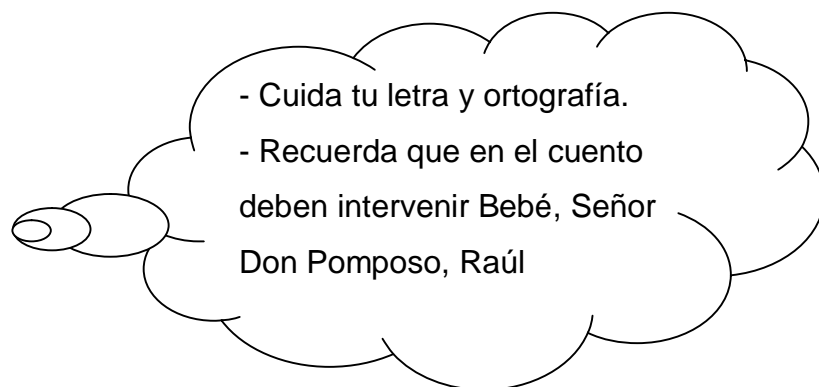 - Cuida tu letra y ortografía.
- Recuerda que en el cuento
deben intervenir Bebé, Señor
Don Pomposo, Raúl